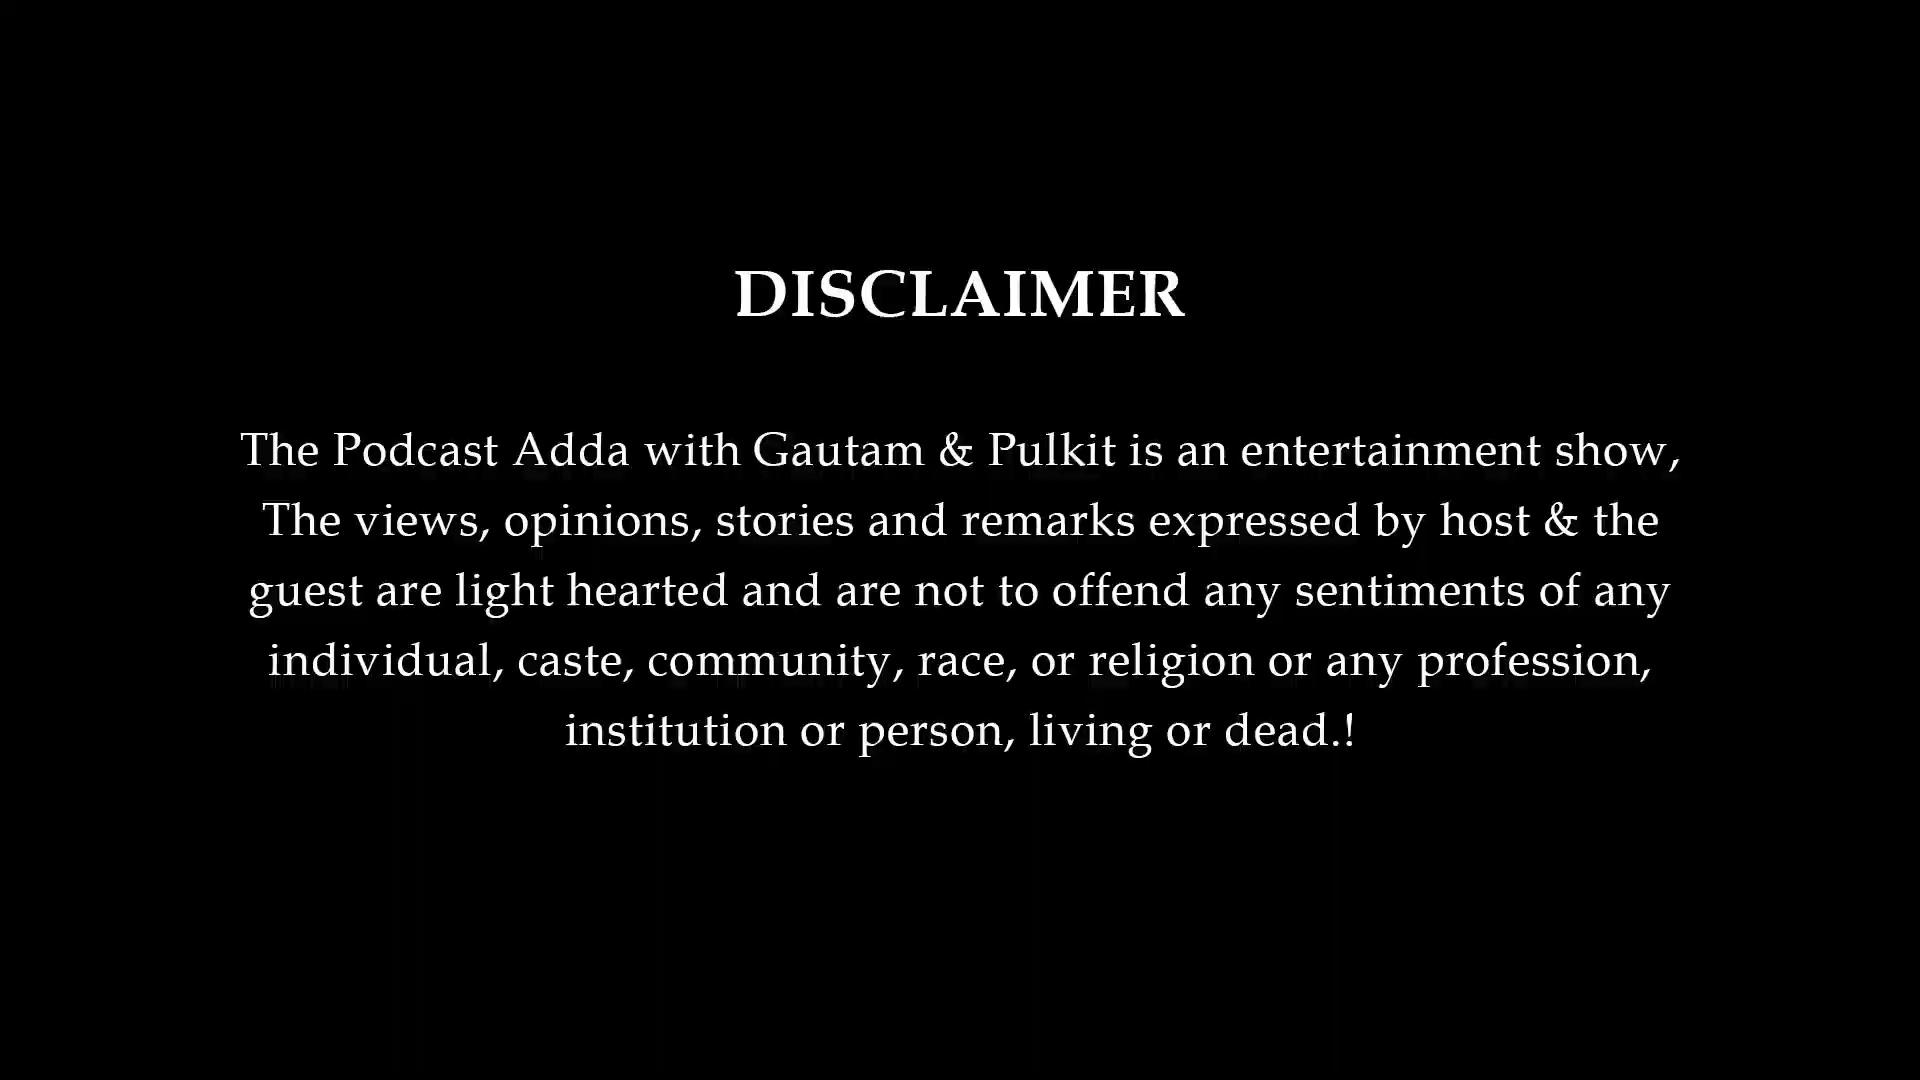 DISCLAIMER
The Podcast Adda with Gautam & Pulkit is an entertainment show,
The views, opinions, stories and remarks expressed by host & the
guest are light hearted and are not to offend any sentiments of any
individual, caste, community, race, or religion or any profession,
institution or person, living or dead.!